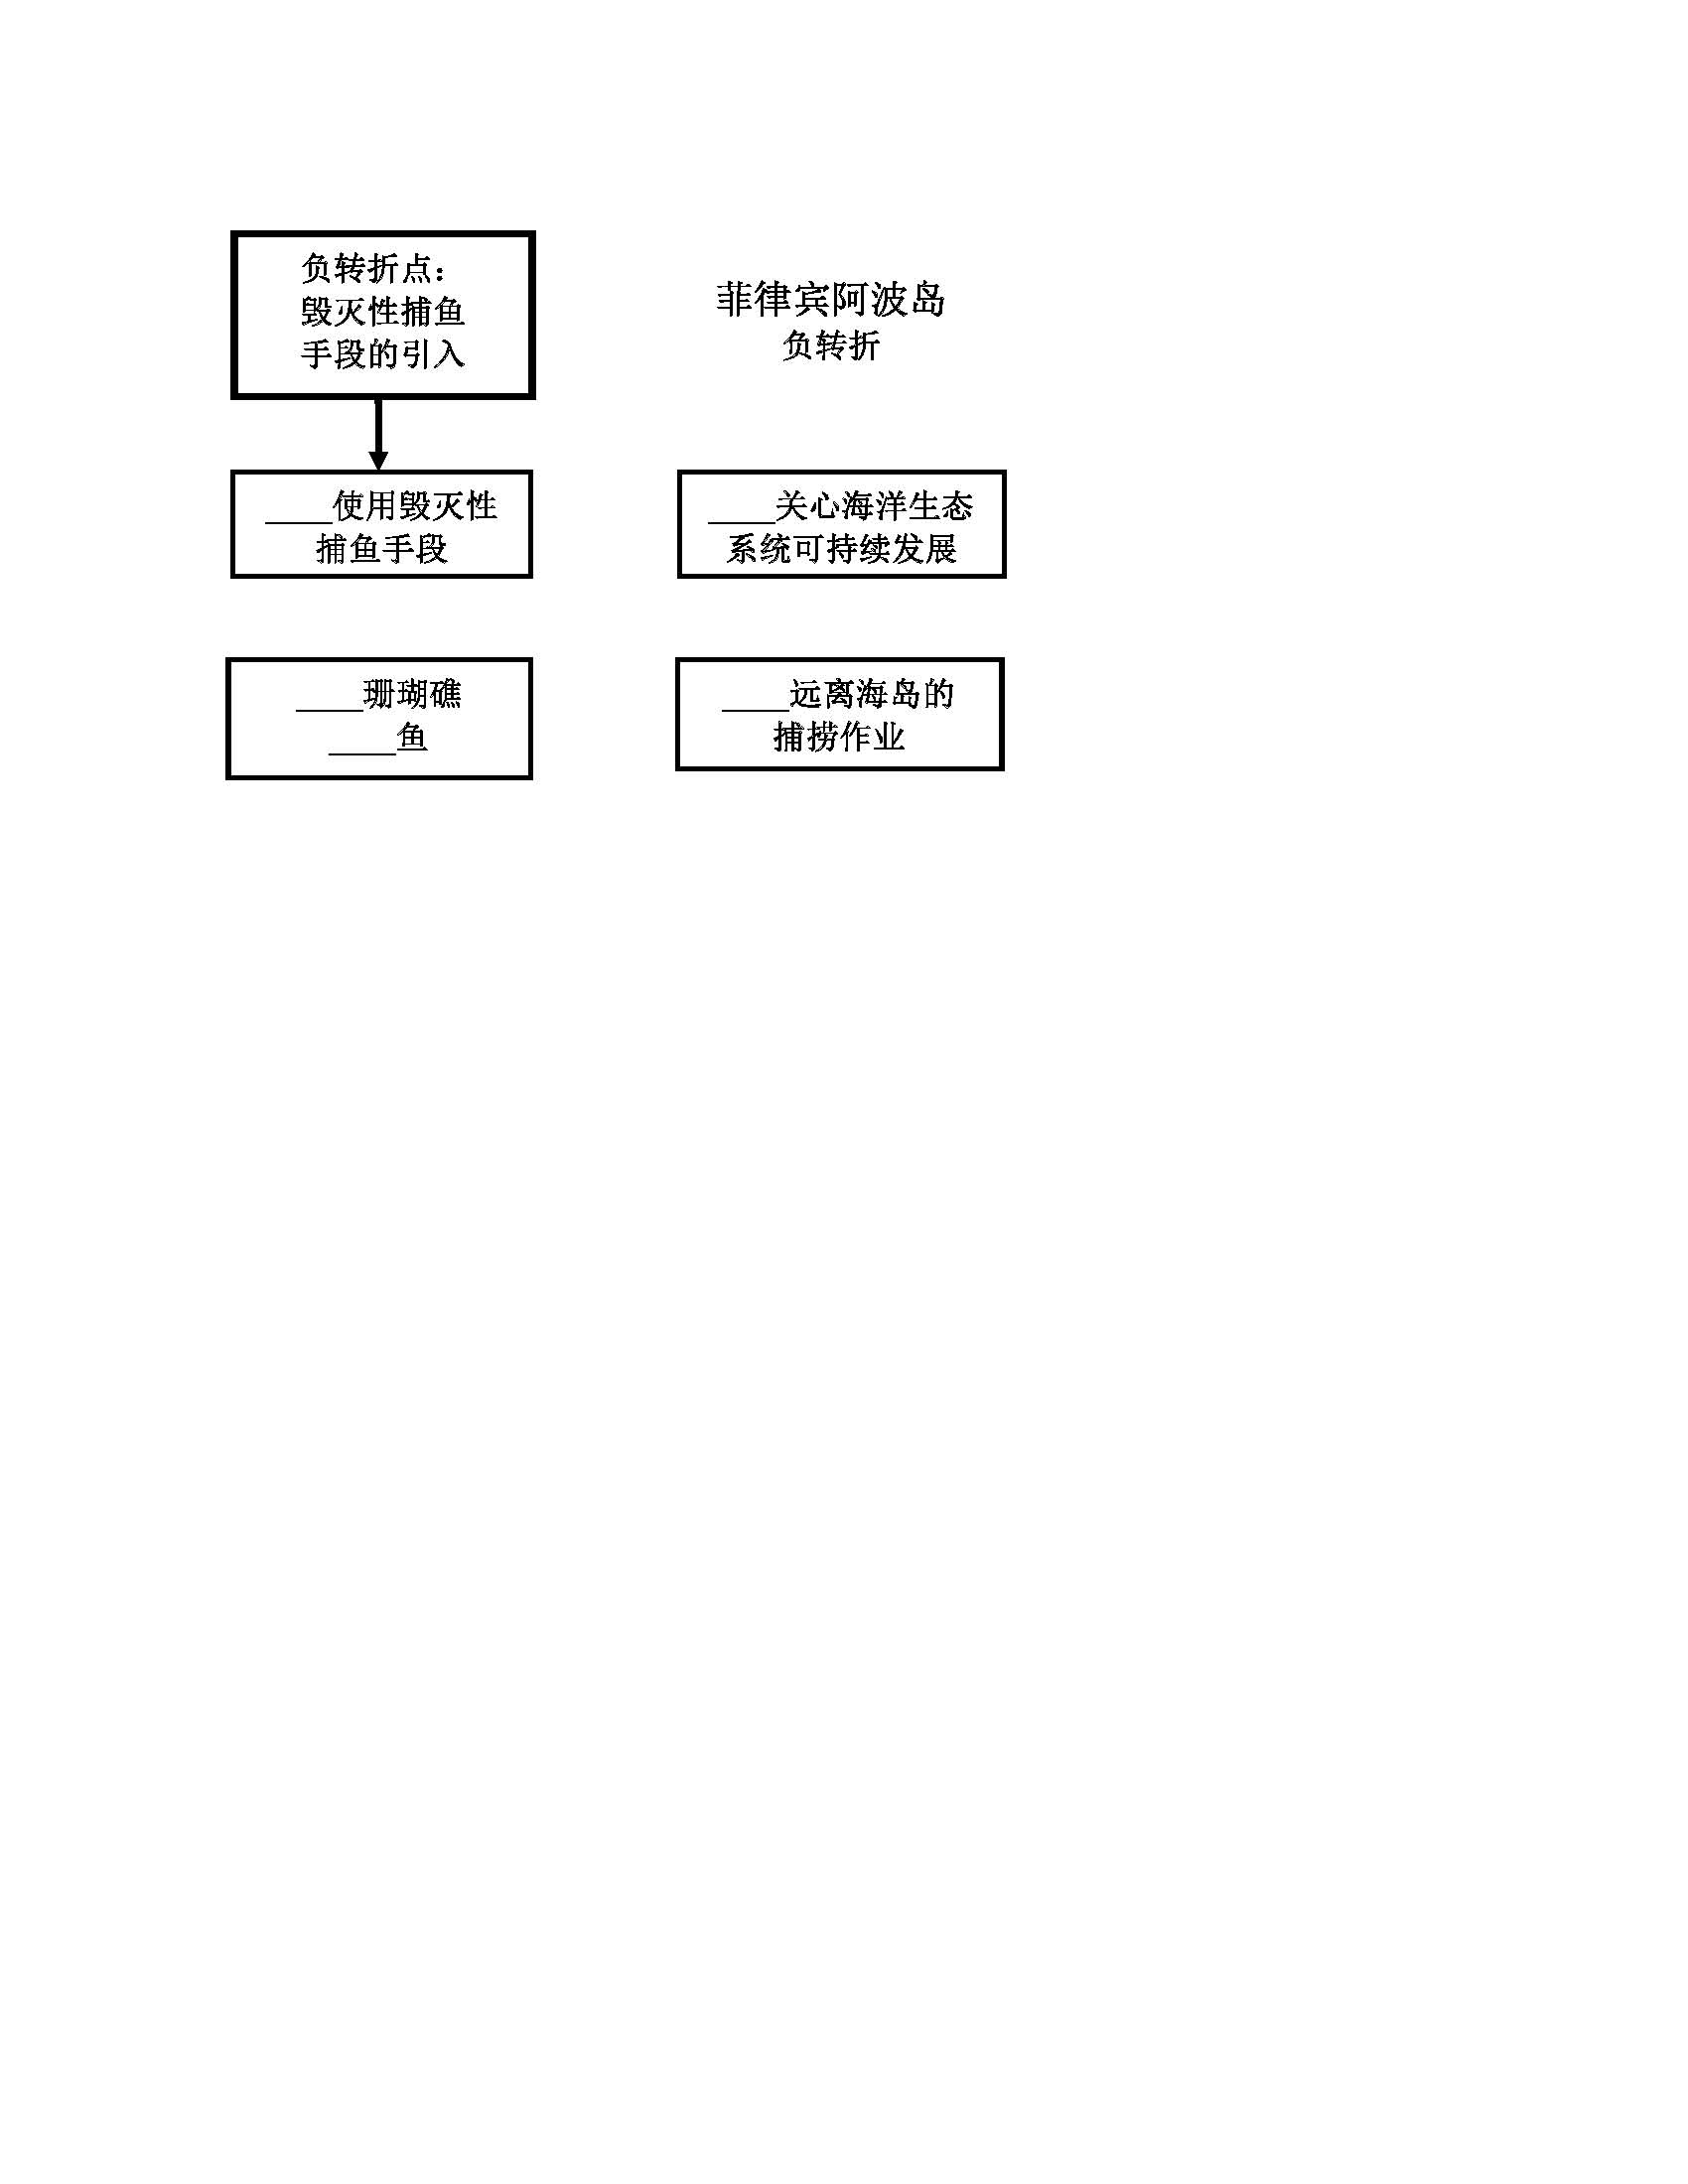 负转折点：
毁灭性捕鱼
手段的引入
菲律宾阿波岛
负转折
____使用毁灭性
捕鱼手段
____关心海洋生态
系统可持续发展
____珊瑚礁
____鱼
____远离海岛的
捕捞作业